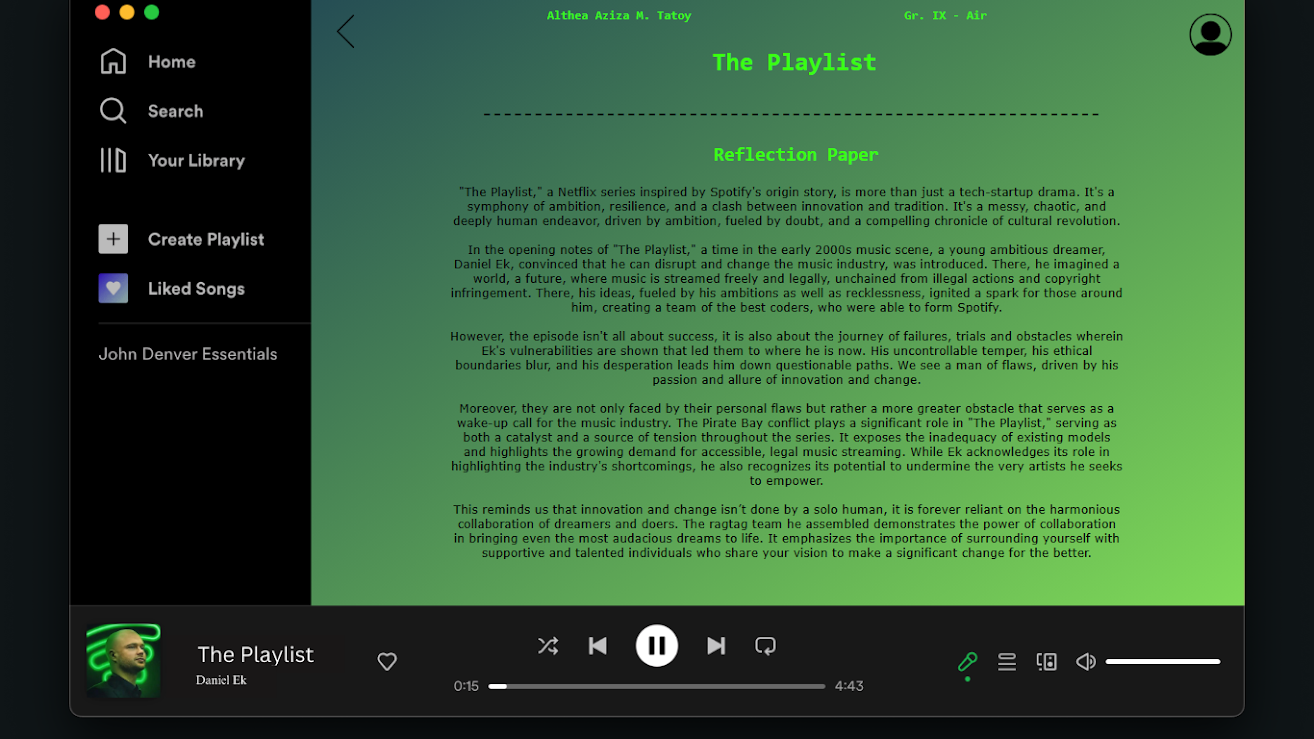 Althea Aziza M. Tatoy
Gr. IX - Air
Home
Search
Your Library
Create Playlist
Liked Songs
John Denver Essentials
The Playlist
------------------------------------------------------------
Reflection Paper
"The Playlist," a Netflix series inspired by Spotify's origin story, is more than just a tech-startup drama. It's a
symphony of ambition, resilience, and a clash between innovation and tradition. It's a messy, chaotic, and
deeply human endeavor, driven by ambition, fueled by doubt, and a compelling chronicle of cultural revolution.
In the opening notes of "The Playlist," a time in the early 2000s music scene, a young ambitious dreamer,
Daniel Ek, convinced that he can disrupt and change the music industry, was introduced. There, he imagined a
world, a future, where music is streamed freely and legally, unchained from illegal actions and copyright
infringement. There, his ideas, fueled by his ambitions as well as recklessness, ignited a spark for those around
him, creating a team of the best coders, who were able to form Spotify.
However, the episode isn't all about success, it is also about the journey of failures, trials and obstacles wherein
Ek's vulnerabilities are shown that led them to where he is now. His uncontrollable temper, his ethical
boundaries blur, and his desperation leads him down questionable paths. We see a man of flaws, driven by his
passion and allure of innovation and change.
Moreover, they are not only faced by their personal flaws but rather a more greater obstacle that serves as a
wake-up call for the music industry. The Pirate Bay conflict plays a significant role in "The Playlist," serving as
both a catalyst and a source of tension throughout the series. It exposes the inadequacy of existing models
and highlights the growing demand for accessible, legal music streaming. While Ek acknowledges its role in
highlighting the industry's shortcomings, he also recognizes its potential to undermine the very artists he seeks
to empower.
This reminds us that innovation and change isn't done by a solo human, it is forever reliant on the harmonious
collaboration of dreamers and doers. The ragtag team he assembled demonstrates the power of collaboration
in bringing even the most audacious dreams to life. It emphasizes the importance of surrounding yourself with
supportive and talented individuals who share your vision to make a significant change for the better.
The Playlist
Daniel Ek
0:15
4:43